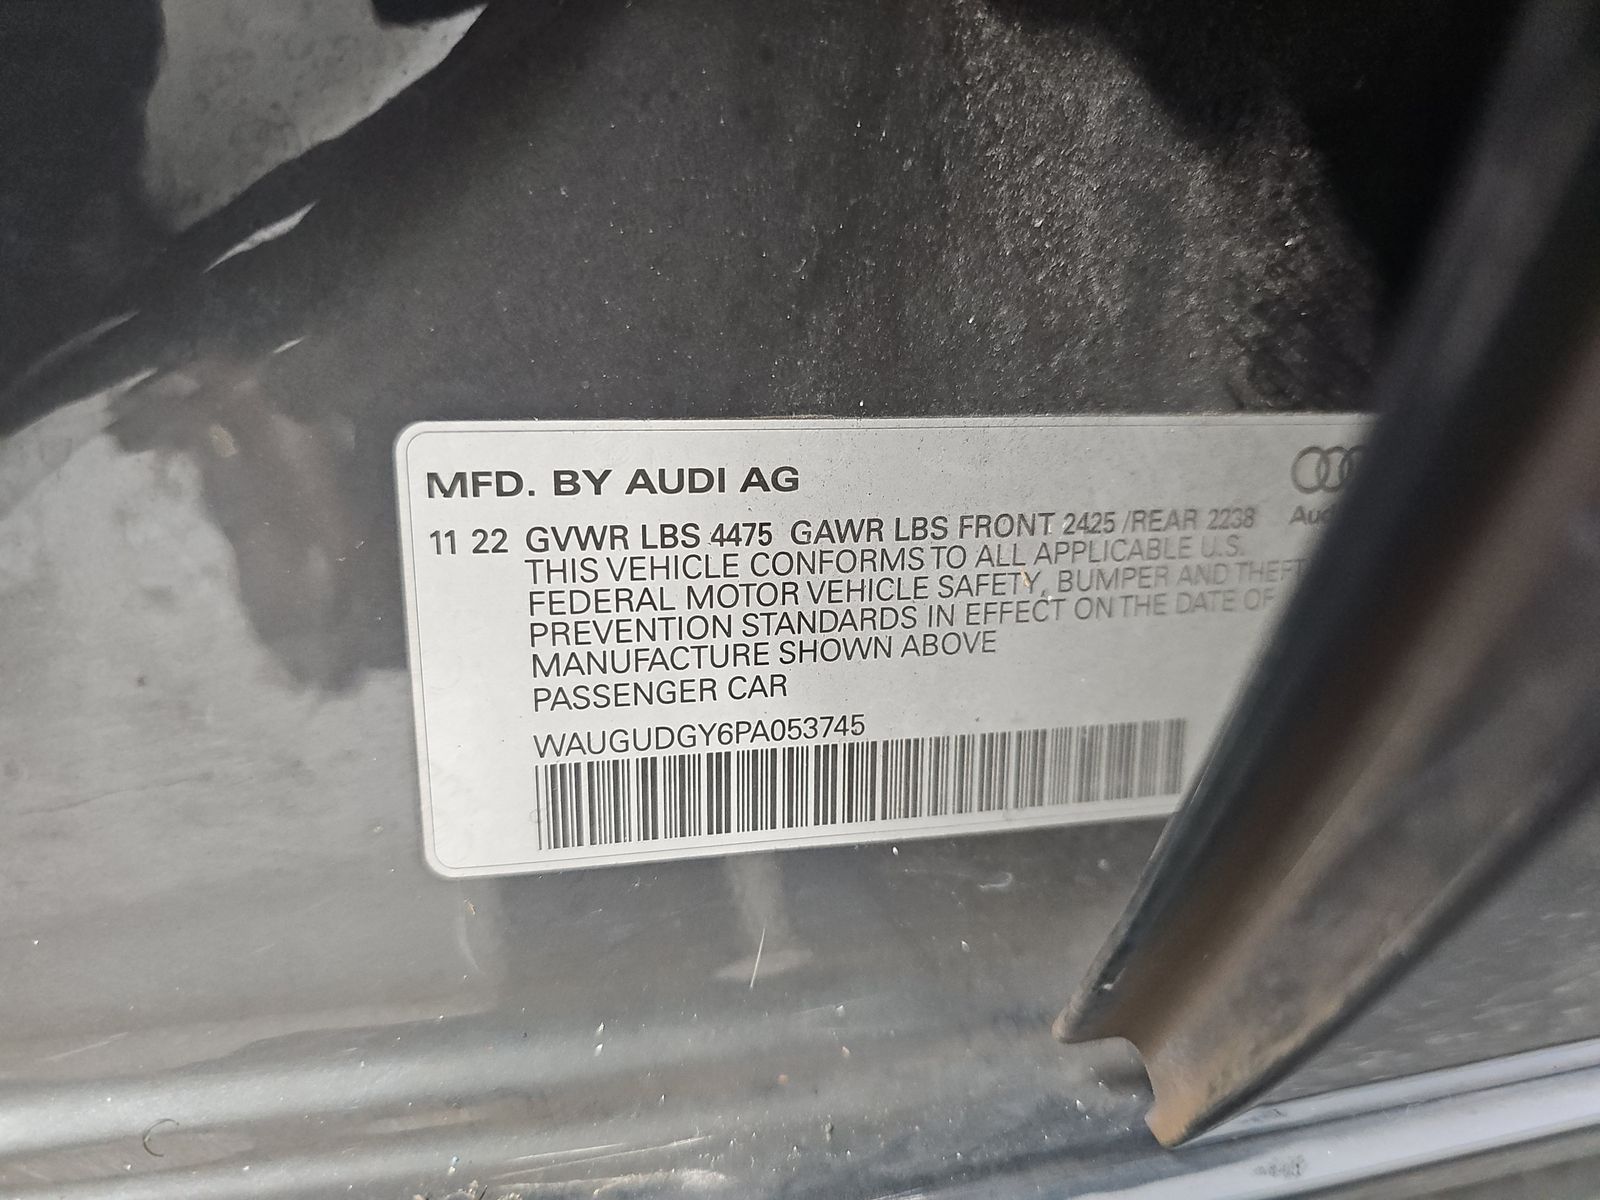 MFD. BY AUDI AG
11 22 GVWR LBS 4475 GAWR LBS FRONT 2425 /REAR 2238
THIS VEHICLE CONFORMS TO ALL APPLICABLE U.S.
FEDERAL MOTOR VEHICLE SAFETY, BUMPER AND THEFT
PREVENTION STANDARDS IN EFFECT ON THE DATE OF
MANUFACTURE SHOWN ABOVE
PASSENGER CAR
WAUGUDGY6PA053745